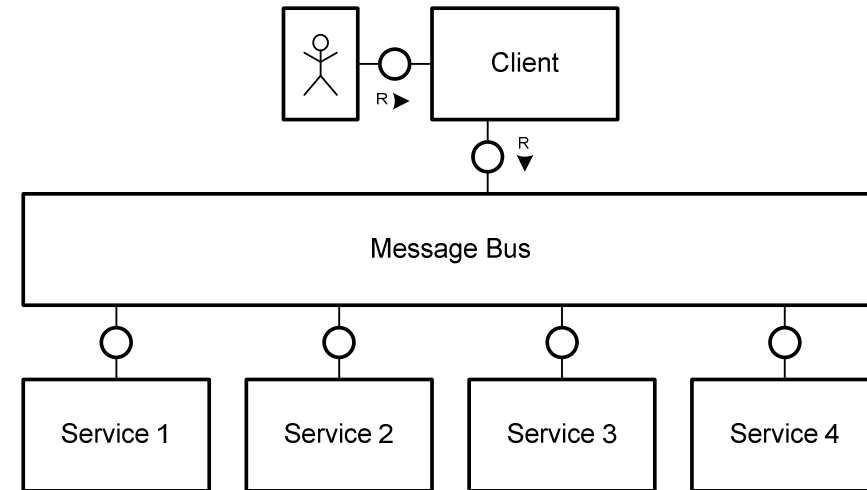 Client
R
R
Message Bus
Service 1
Service 2
Service 3
Service 4